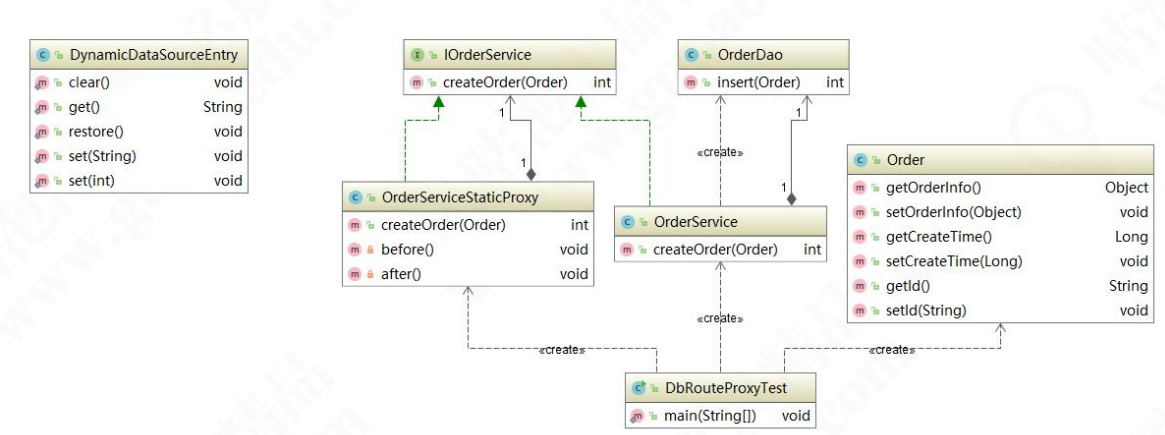 DynamicDataSourceEntry
clear() void
get() String
restore() void
set(String) void
set(int) void
IOrderService
createOrder(Order) int
OrderDao
insert(Order) int
1
1
«create»
1
1
Order
getOrderInfo() Object
setOrderInfo(Object) void
getCreateTime() Long
setCreateTime(Long) void
getId() String
setId(String) void
OrderServiceStaticProxy
createOrder(Order) int
before() void
after() void
OrderService
createOrder(Order) int
«create»
«create»
«create»
DbRouteProxyTest
main(String[]) void